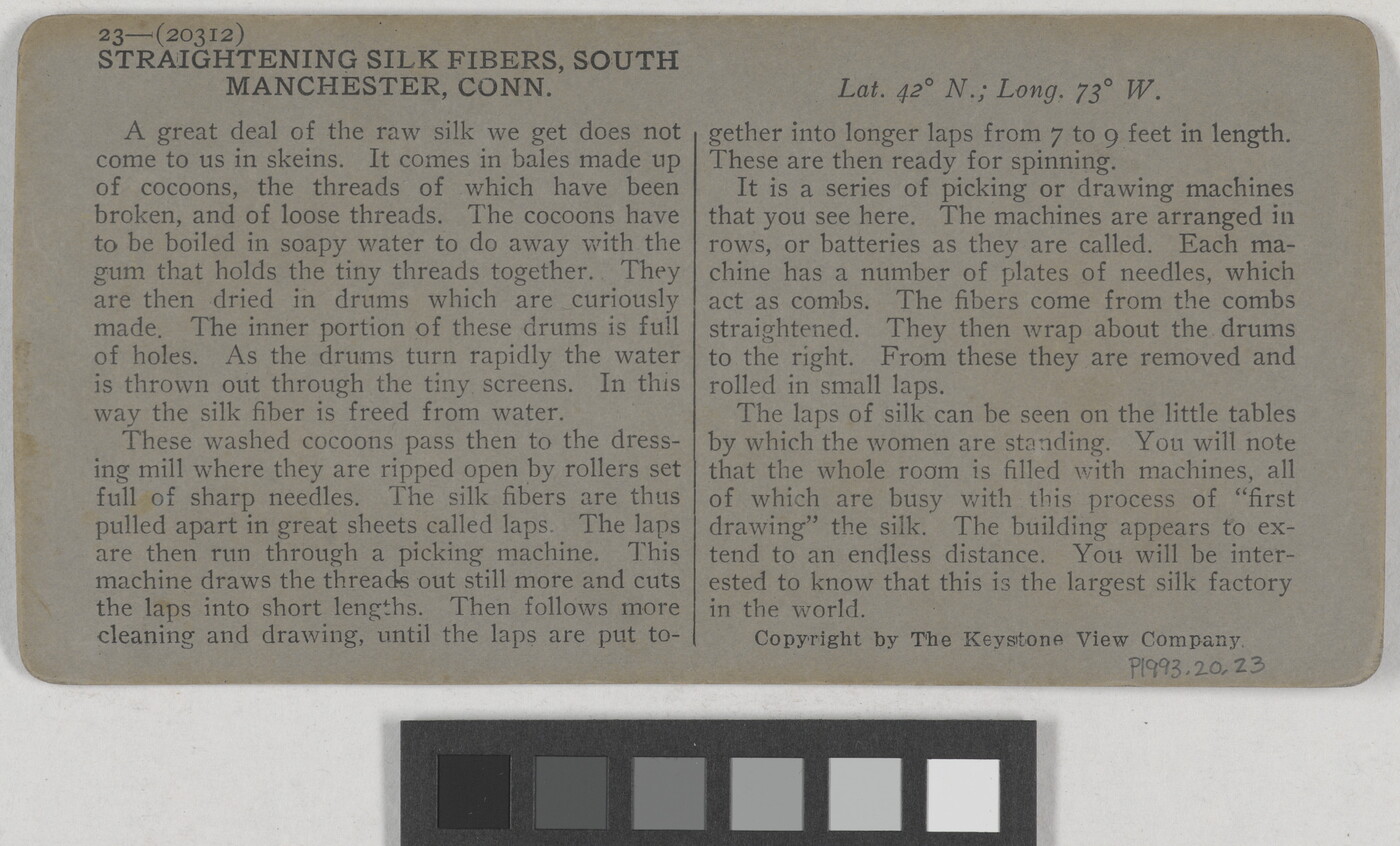 23—(20312)
STRAIGHTENING SILK FIBERS, SOUTH
MANCHESTER, CONN.
A great deal of the raw silk we get does not
come to us in skeins. It comes in bales made up
of cocoons, the threads of which have been
broken, and of loose threads. The cocoons have
to be boiled in soapy water to do away with the
gum that holds the tiny threads together. They
are then dried in drums which are curiously
made. The inner portion of these drums is full
of holes. As the drums turn rapidly the water
is thrown out through the tiny screens. In this
way the silk fiber is freed from water.
These washed cocoons pass then to the dress-
ing mill where they are ripped open by rollers set
full of sharp needles. The silk fibers are thus
pulled apart in great sheets called laps. The laps
are then run through a picking machine. This
machine draws the threads out still more and cuts
the laps into short lengths. Then follows more
cleaning and drawing, until the laps are put to-
Lat. 42° N.; Long. 73° W.
gether into longer laps from 7 to 9 feet in length.
These are then ready for spinning.
It is a series of picking or drawing machines
that you see here. The machines are arranged in
rows, or batteries as they are called. Each ma-
chine has a number of plates of needles, which
act as combs. The fibers come from the combs
straightened. They then wrap about the drums
to the right. From these they are removed and
rolled in small laps.
The laps of silk can be seen on the little tables
by which the women are standing. You will note
that the whole room is filled with machines, all
of which are busy with this process of “first
drawing” the silk. The building appears to ex-
tend to an endless distance. You will be inter-
ested to know that this is the largest silk factory
in the world.
Copyright by The Keystone View Company.
P1993.20.23